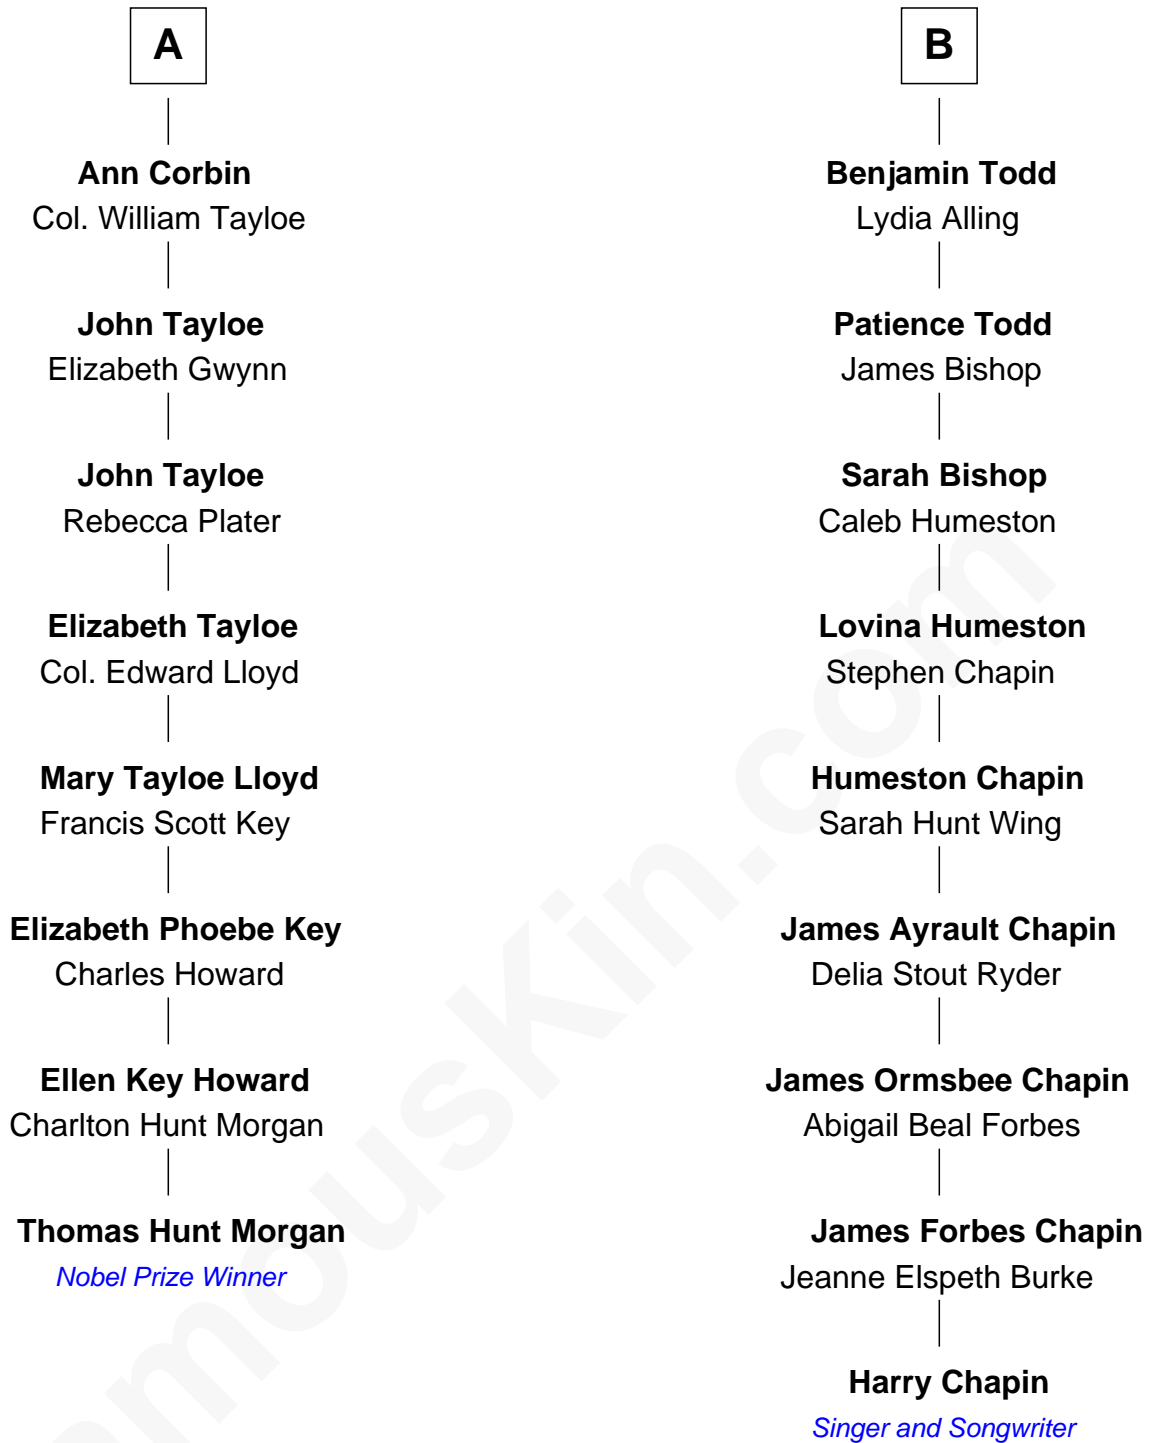 A
Ann Corbin
Col. William Tayloe
John Tayloe
Elizabeth Gwynn
John Tayloe
Rebecca Plater
Elizabeth Tayloe
Col. Edward Lloyd
Mary Tayloe Lloyd
Francis Scott Key
Elizabeth Phoebe Key
Charles Howard
Ellen Key Howard
Charlton Hunt Morgan
Thomas Hunt Morgan
Nobel Prize Winner
B
Benjamin Todd
Lydia Alling
Patience Todd
James Bishop
Sarah Bishop
Caleb Humeston
Lovina Humeston
Stephen Chapin
Humeston Chapin
Sarah Hunt Wing
James Ayrault Chapin
Delia Stout Ryder
James Ormsbee Chapin
Abigail Beal Forbes
James Forbes Chapin
Jeanne Elspeth Burke
Harry Chapin
Singer and Songwriter
amouskin.com